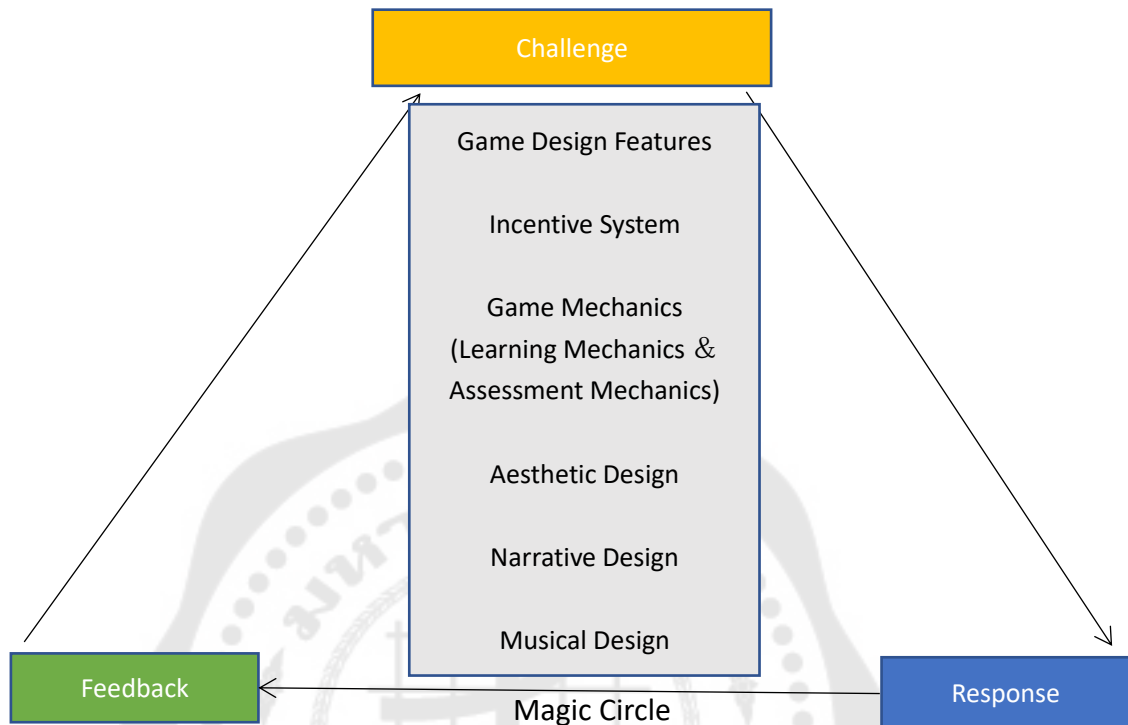 Challenge
Game Design Features
Incentive System
Game Mechanics
(Learning Mechanics &
Assessment Mechanics)
Aesthetic Design
Narrative Design
Musical Design
Feedback
Response
Magic Circle